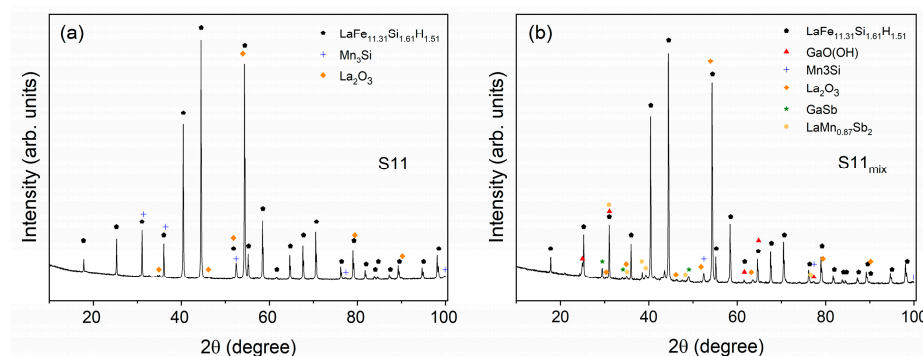 (a)
LaFe11.31Si1.61H1.51
Mn3Si
La2O3
S11
Intensity (arb. units)
20 40 60 80 100
2θ (degree)
(b)
LaFe11.31Si1.61H1.51
GaO(OH)
Mn3Si
La2O3
GaSb
LaMn0.87Sb2
S11mix
Intensity (arb. units)
20 40 60 80 100
2θ (degree)